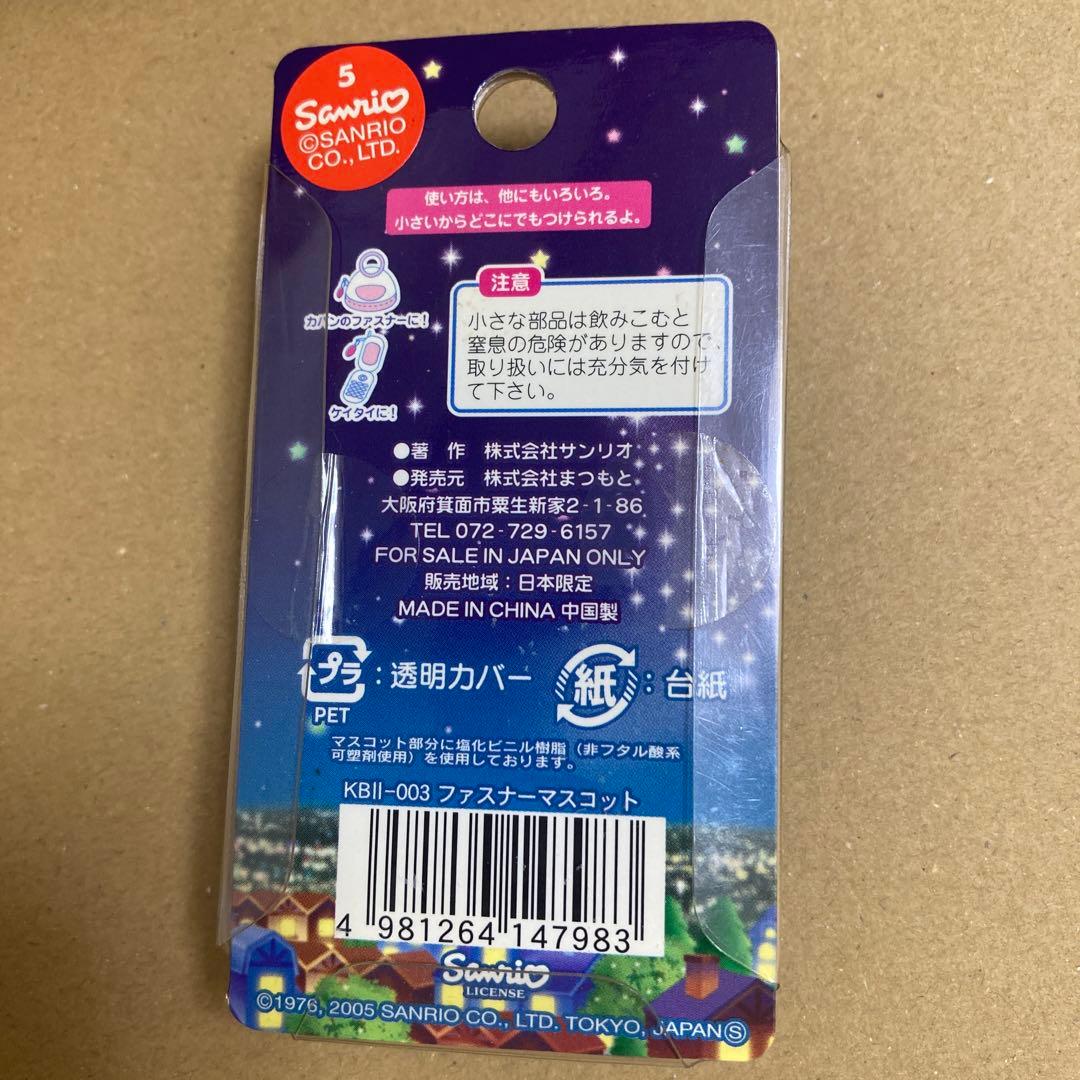 5
Sanrio
©SANRIO
CO., LTD.
使い方は、他にもいろいろ。
小さいからどこにでもつけられるよ。
カバンのファスナーに!
ケイタイに!
注意
小さな部品は飲みこむと
窒息の危険がありますので、
取り扱いには充分気を付け
て下さい。
●著 作 株式会社サンリオ
●発売元 株式会社まつもと
大阪府箕面市粟生新家2-1-86
TEL 072-729-6157
FOR SALE IN JAPAN ONLY
販売地域:日本限定
MADE IN CHINA 中国製
プラ:透明カバー
PET
紙:台紙
マスコット部分に塩化ビニル樹脂(非フタル酸系
可塑剤使用)を使用しております。
KBII-003 ファスナーマスコット
4 981264 147983
Sanrio
LICENSE
©1976, 2005 SANRIO CO., LTD. TOKYO, JAPAN Ⓢ